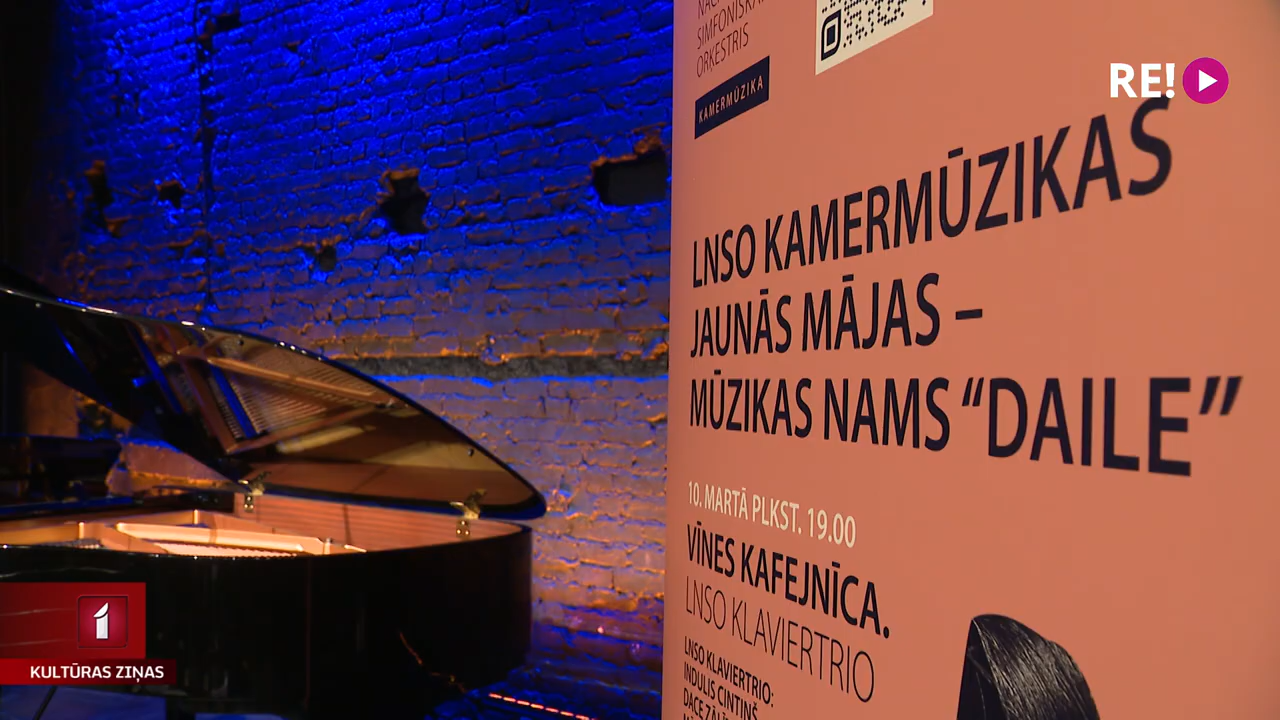 SIMFONISKAIS
ORĶESTRIS
KAMERMŪZIKA
RE!
LNSO KAMERMŪZIKAS
JAUNĀS MĀJAS –
MŪZIKAS NAMS “DAILE”
10. MARTĀ PLKST. 19.00
VĪNES KAFEJNĪCA.
LNSO KLAVIERTRIO
LNSO KLAVIERTRIO:
INDULIS CINTIŅŠ
DACE
1
KULTŪRAS ZIŅAS